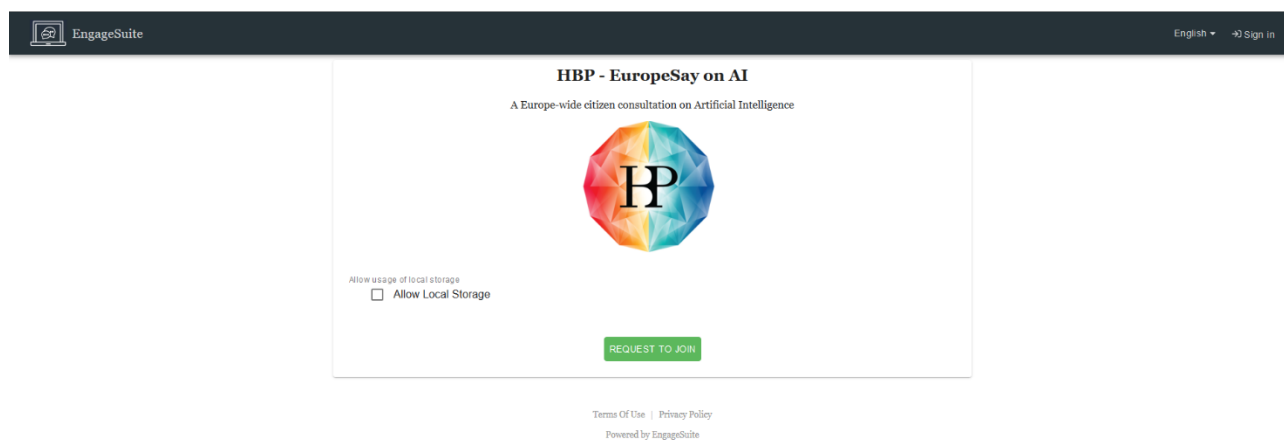 EngageSuite
English
Sign in
HBP - EuropeSay on AI
A Europe-wide citizen consultation on Artificial Intelligence
HBP
Allow usage of local storage
Allow Local Storage
REQUEST TO JOIN
Terms Of Use | Privacy Policy
Powered by EngageSuite